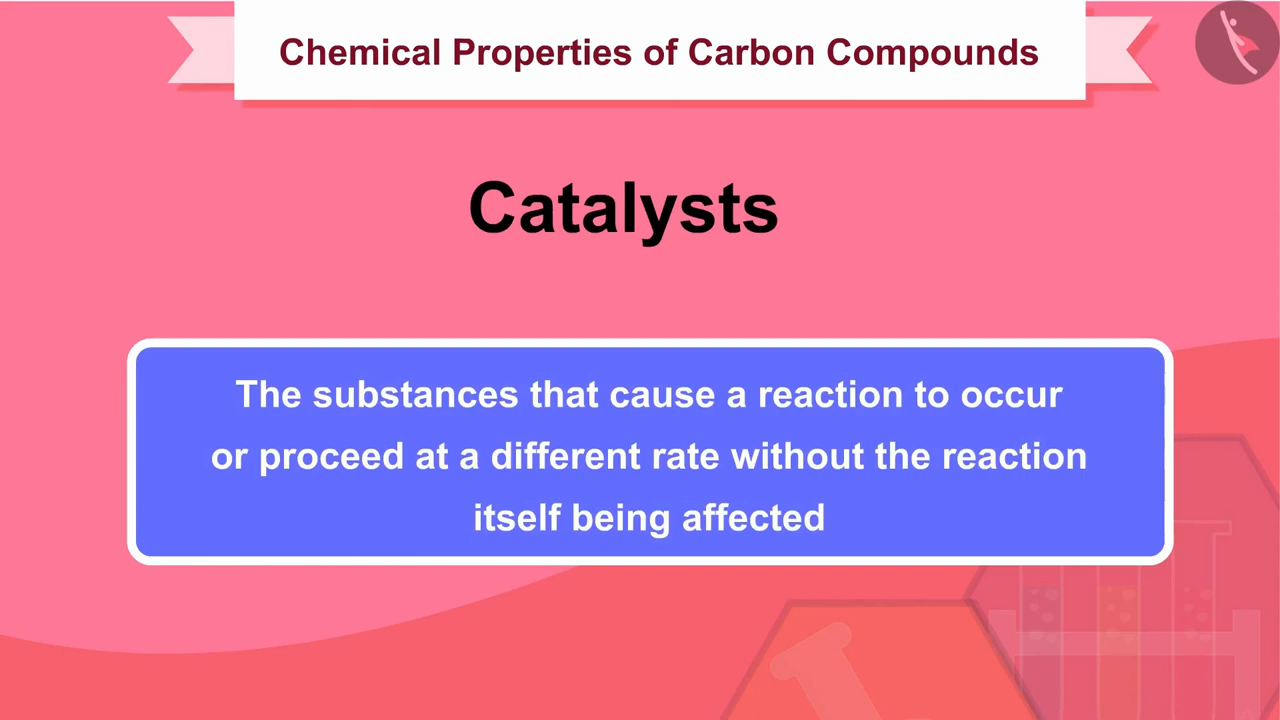 Chemical Properties of Carbon Compounds
Catalysts
The substances that cause a reaction to occur
or proceed at a different rate without the reaction
itself being affected